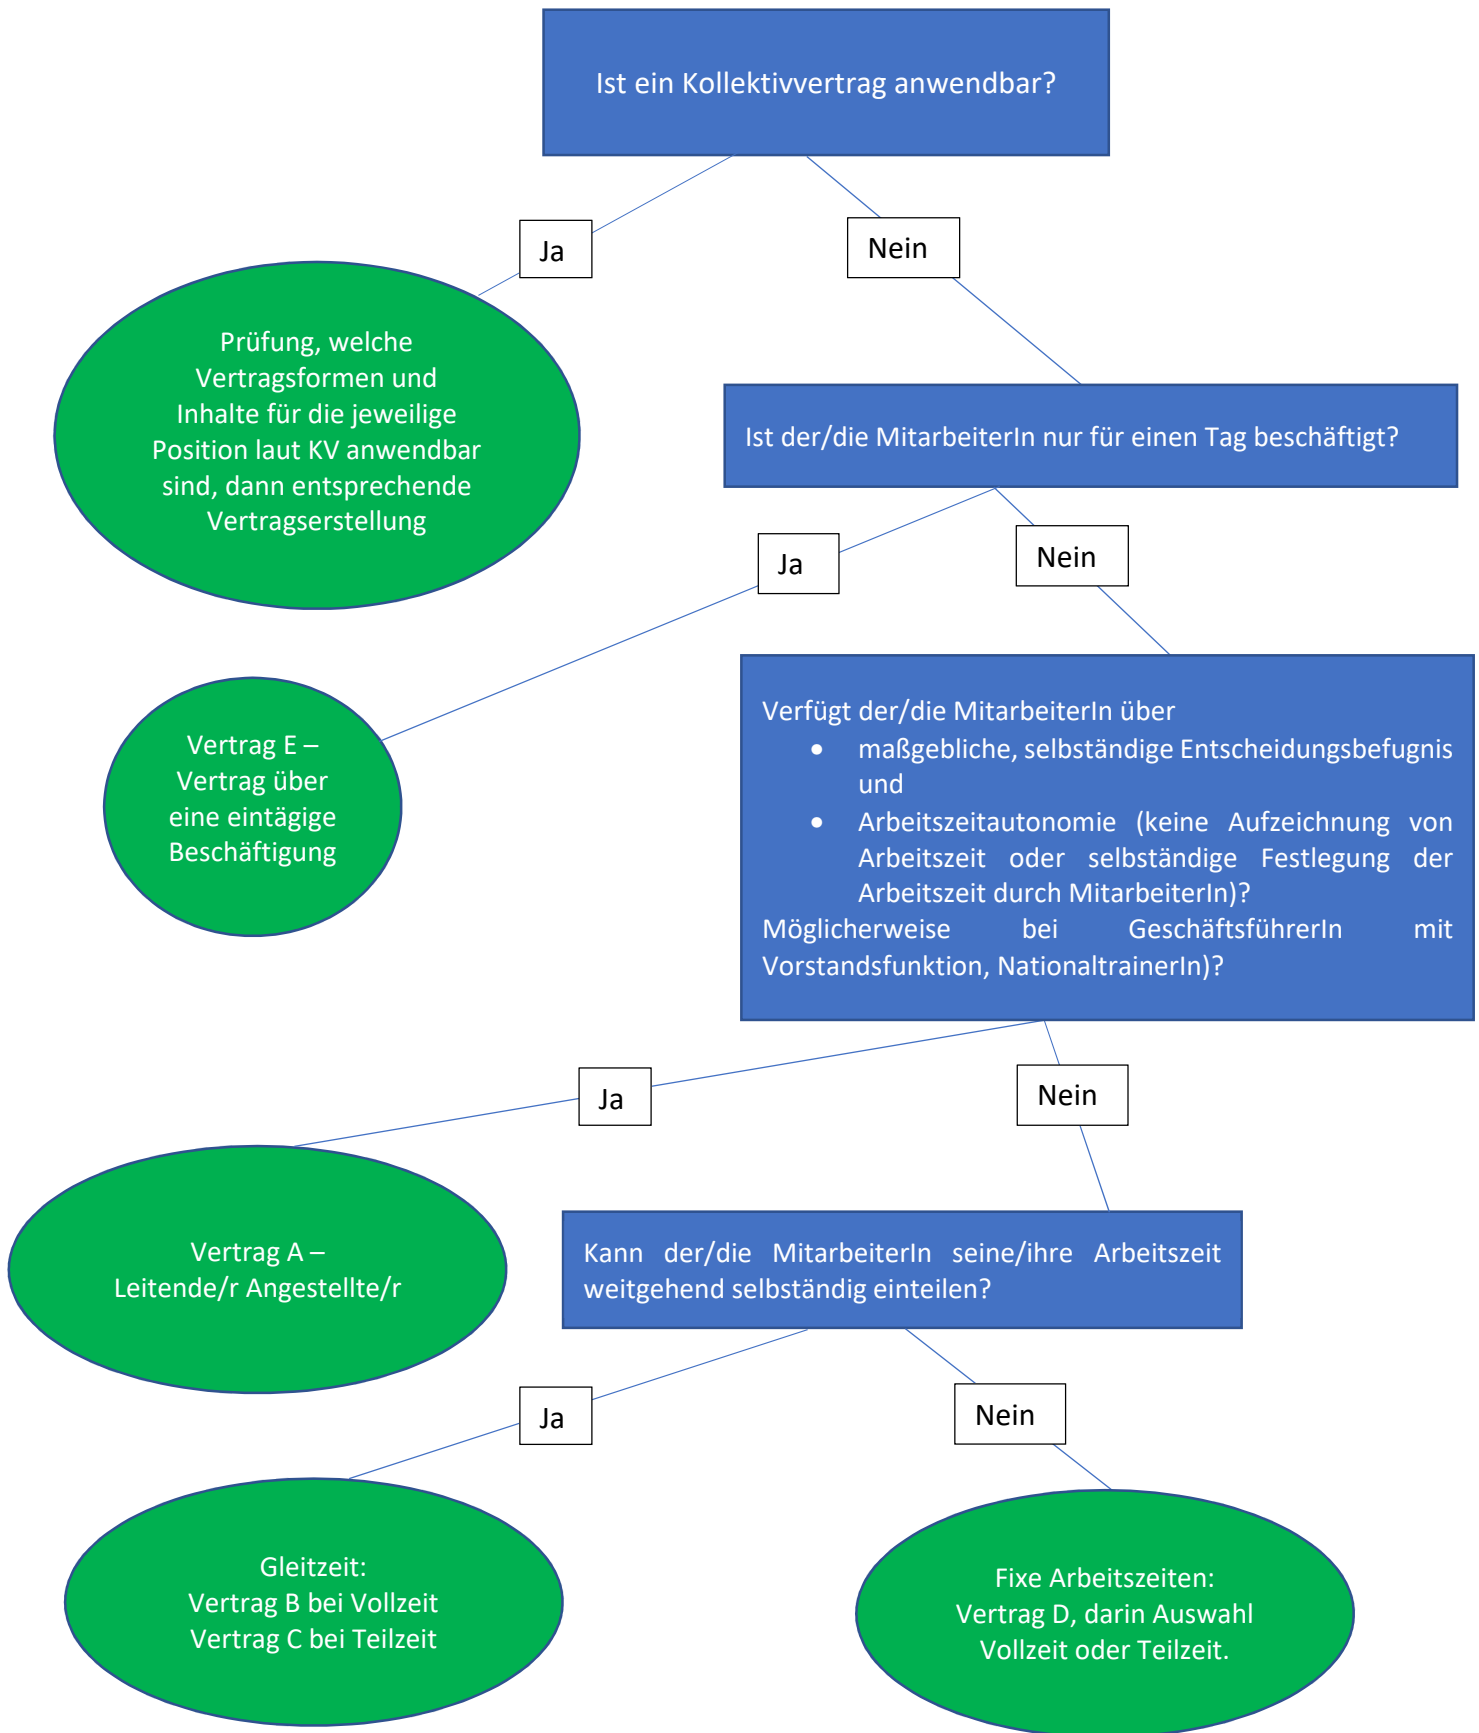 Ist ein Kollektivvertrag anwendbar?
Ja
Nein
Prüfung, welche
Vertragsformen und
Inhalte für die jeweilige
Position laut KV anwendbar
sind, dann entsprechende
Vertragserstellung
Ist der/die MitarbeiterIn nur für einen Tag beschäftigt?
Ja
Nein
Vertrag E –
Vertrag über
eine eintägige
Beschäftigung
Verfügt der/die MitarbeiterIn über
• maßgebliche, selbständige Entscheidungsbefugnis
und
• Arbeitszeitautonomie (keine Aufzeichnung von
Arbeitszeit oder selbständige Festlegung der
Arbeitszeit durch MitarbeiterIn)?
Möglicherweise bei GeschäftsführerIn mit
Vorstandsfunktion, NationaltrainerIn)?
Ja
Nein
Vertrag A –
Leitende/r Angestellte/r
Kann der/die MitarbeiterIn seine/ihre Arbeitszeit
weitgehend selbständig einteilen?
Ja
Nein
Gleitzeit:
Vertrag B bei Vollzeit
Vertrag C bei Teilzeit
Fixe Arbeitszeiten:
Vertrag D, darin Auswahl
Vollzeit oder Teilzeit.